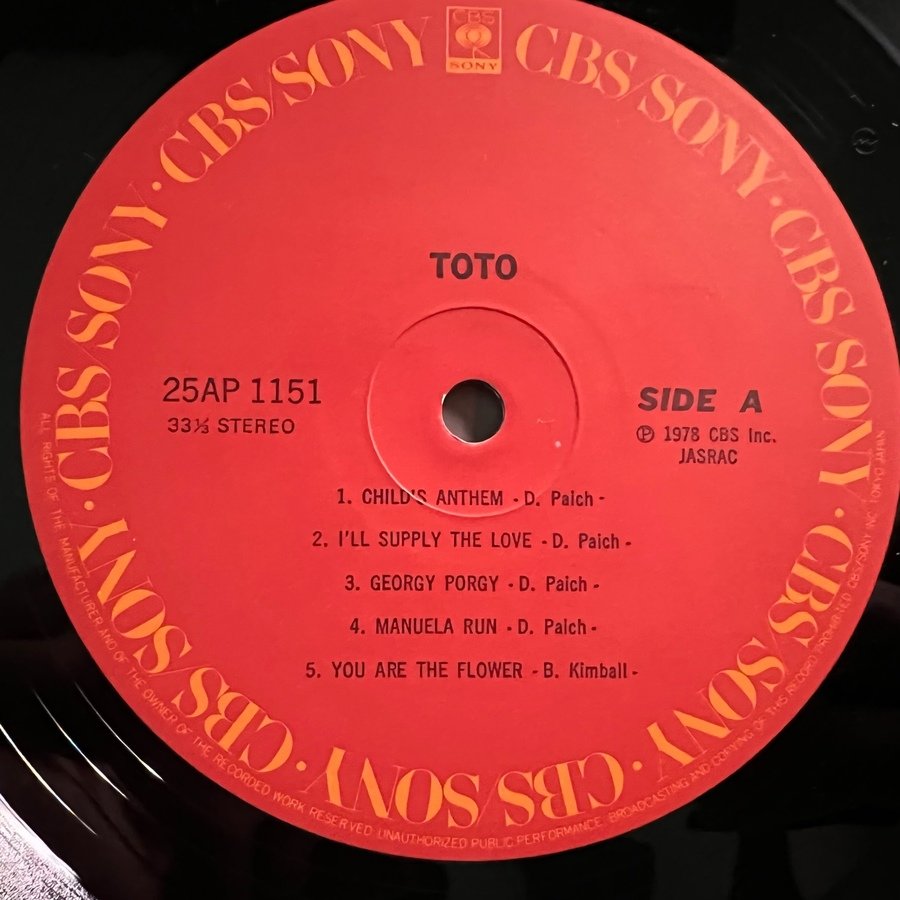 CBS
SONY
CBS/SONY · CBS/SONY · CBS/SONY · CBS/SONY · CBS/SONY · CBS/SONY · CBS/SONY · CBS/SONY · CBS/SONY
TOTO
25AP 1151
33⅓ STEREO
SIDE A
Ⓟ 1978 CBS Inc.
JASRAC
1. CHILD'S ANTHEM - D. Paich -
2. I'LL SUPPLY THE LOVE - D. Paich -
3. GEORGY PORGY - D. Paich -
4. MANUELA RUN - D. Paich -
5. YOU ARE THE FLOWER - B. Kimball -
ALL RIGHTS OF THE MANUFACTURER AND OF THE OWNER OF THE RECORDED WORK RESERVED UNAUTHORIZED PUBLIC PERFORMANCE BROADCASTING AND COPYING OF THIS RECORD PROHIBITED CBS/SONY INC. TOKYO JAPAN